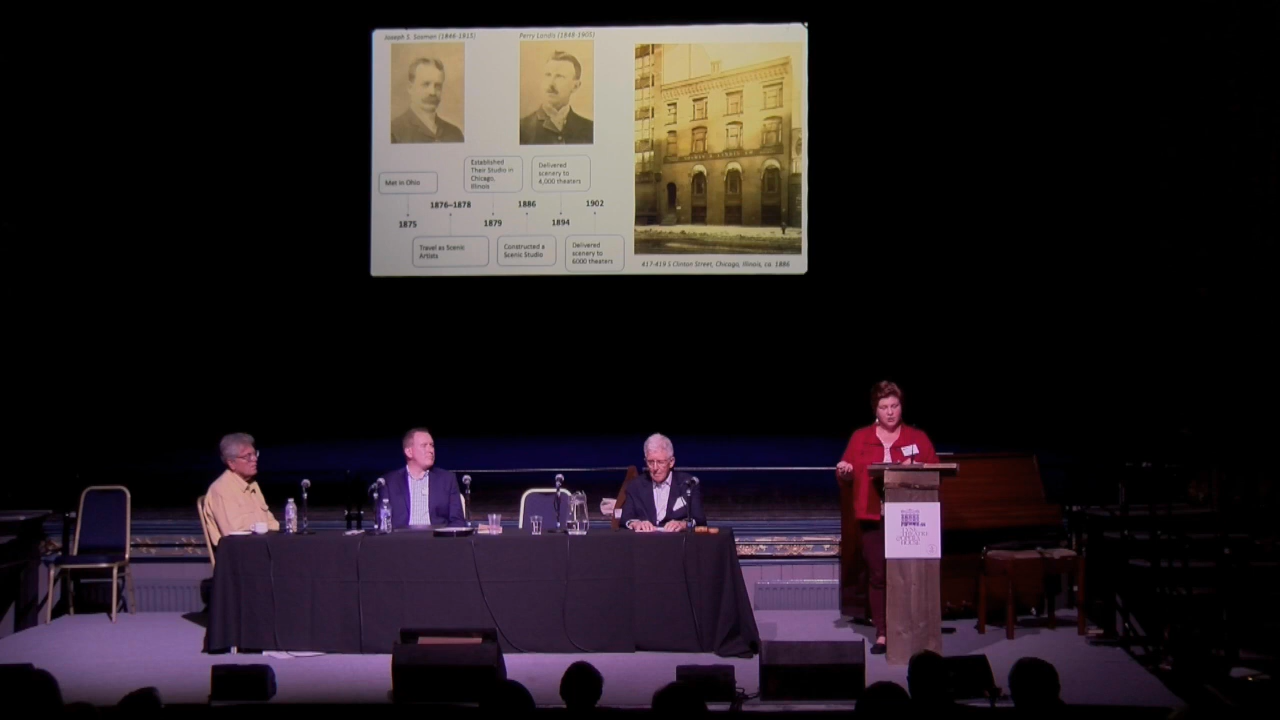 Joseph S. Sosman (1846-1915)
Perry Landis (1848-1905)
Met in Ohio
Established
Their Studio in
Chicago,
Illinois
Delivered
scenery to
4,000 theaters
1876–1878
1886
1902
1875
1879
1894
Travel as Scenic
Artists
Constructed a
Scenic Studio
Delivered
scenery to
6000 theaters
417-419 S Clinton Street, Chicago, Illinois, ca. 1886
OPERA
HOUSE